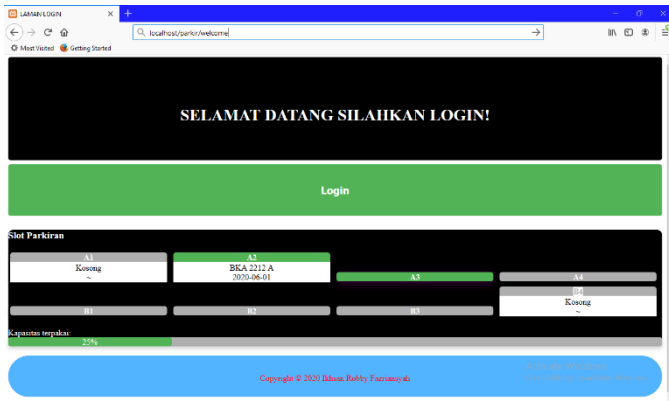 LAMAN LOGIN
localhost/parkir/welcome
Most Visited Getting Started
SELAMAT DATANG SILAHKAN LOGIN!
Login
Slot Parkiran
A1
Kosong
~
A2
BKA 2212 A
2020-06-01
A3
A4
B1
B2
B3
B4
Kosong
~
Kapasitas terpakai:
25%
Copyright © 2020 Ikhsan Robby